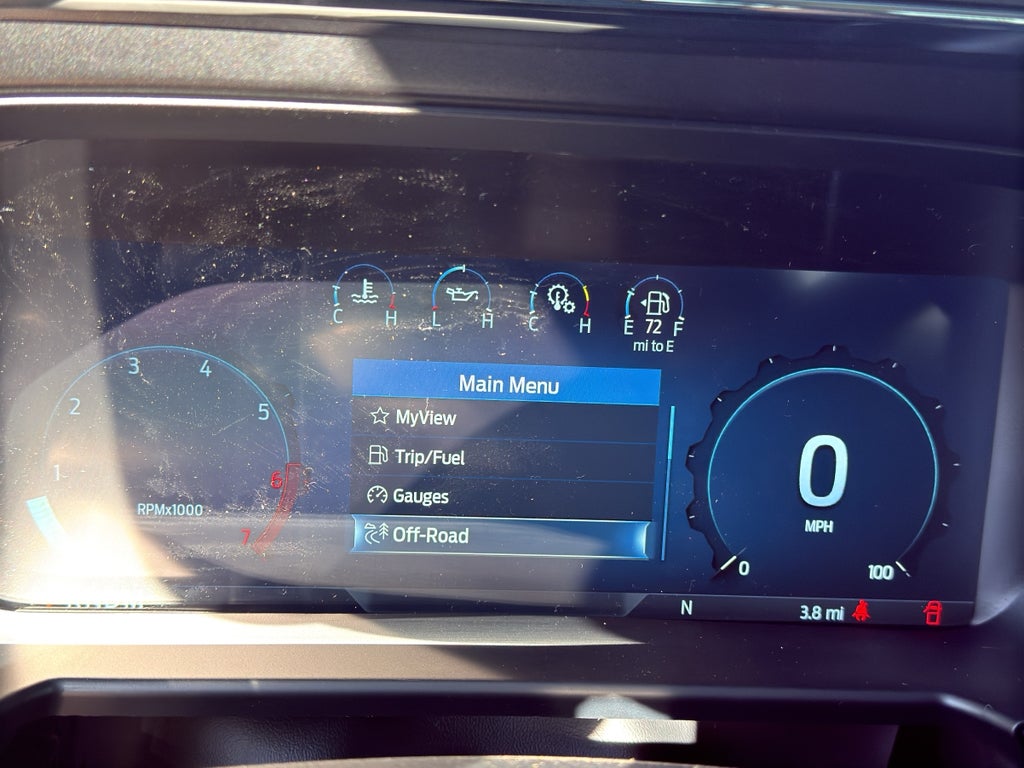 C H
L H
C H
E 72 F
mi to E
Main Menu
MyView
Trip/Fuel
Gauges
Off-Road
1
2
3
4
5
6
7
RPMx1000
0
MPH
0
100
N
3.8 mi